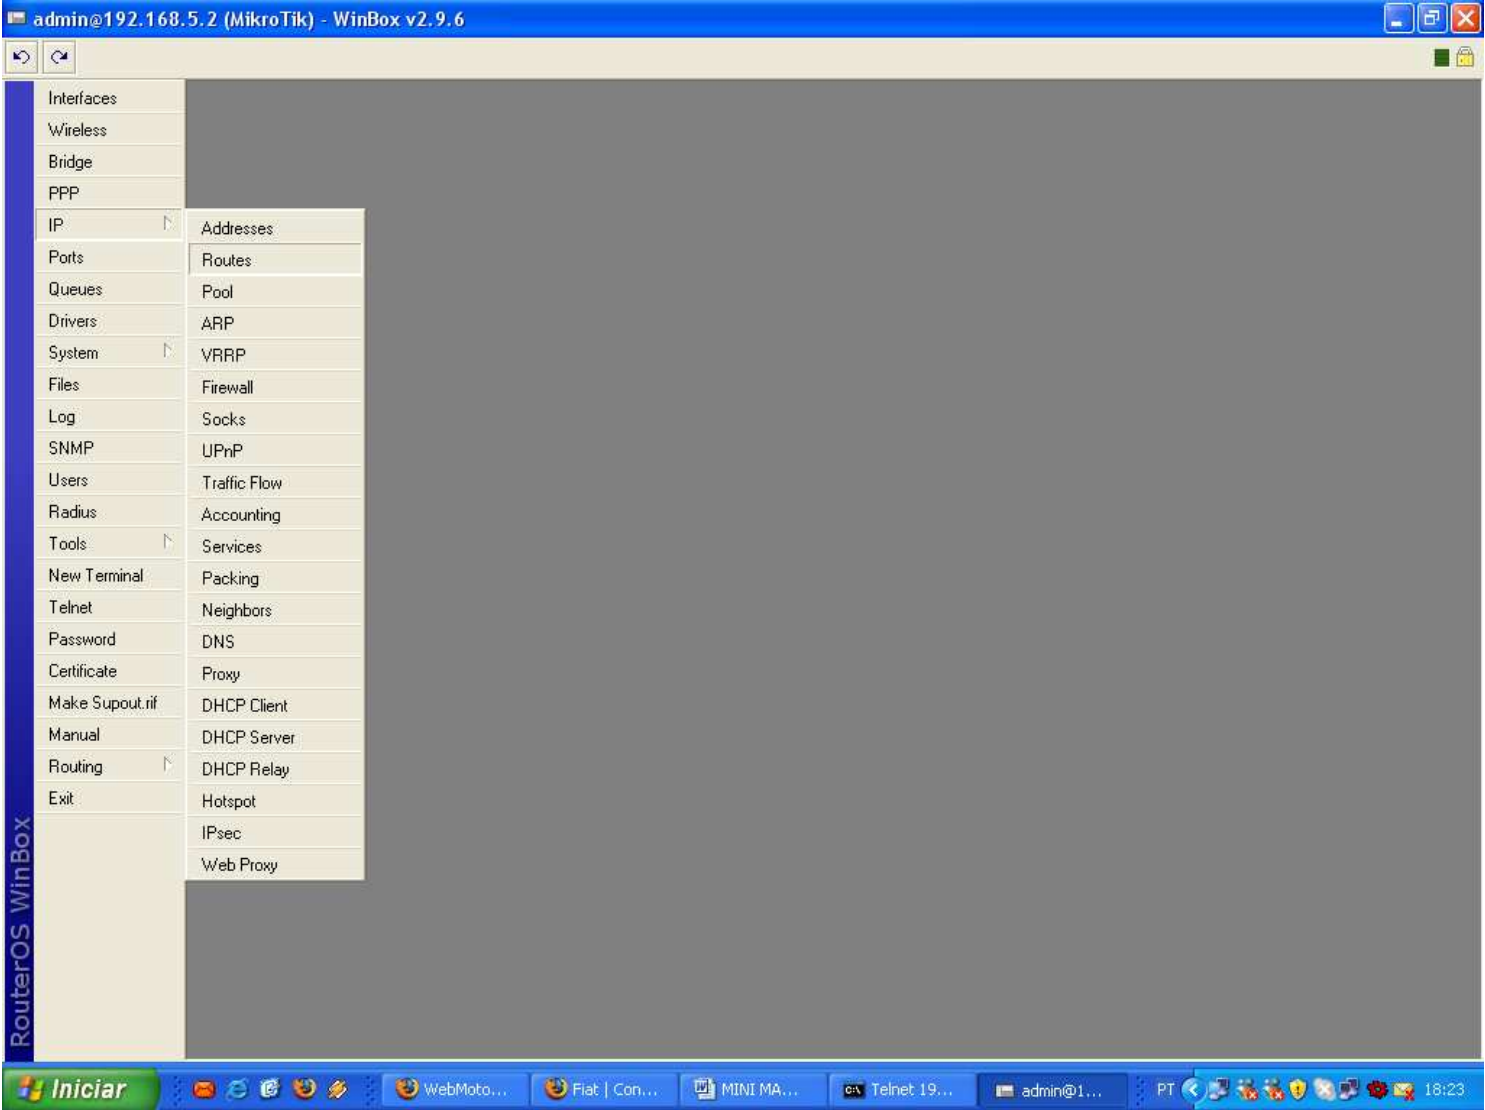 admin@192.168.5.2 (MikroTik) - WinBox v2.9.6
Interfaces
Wireless
Bridge
PPP
IP
Ports
Queues
Drivers
System
Files
Log
SNMP
Users
Radius
Tools
New Terminal
Telnet
Password
Certificate
Make Supout.rif
Manual
Routing
Exit
Addresses
Routes
Pool
ARP
VRRP
Firewall
Socks
UPnP
Traffic Flow
Accounting
Services
Packing
Neighbors
DNS
Proxy
DHCP Client
DHCP Server
DHCP Relay
Hotspot
IPsec
Web Proxy
RouterOS WinBox
Iniciar
WebMoto...
Fiat | Con...
MINI MA...
Telnet 19...
admin@1...
PT
18:23